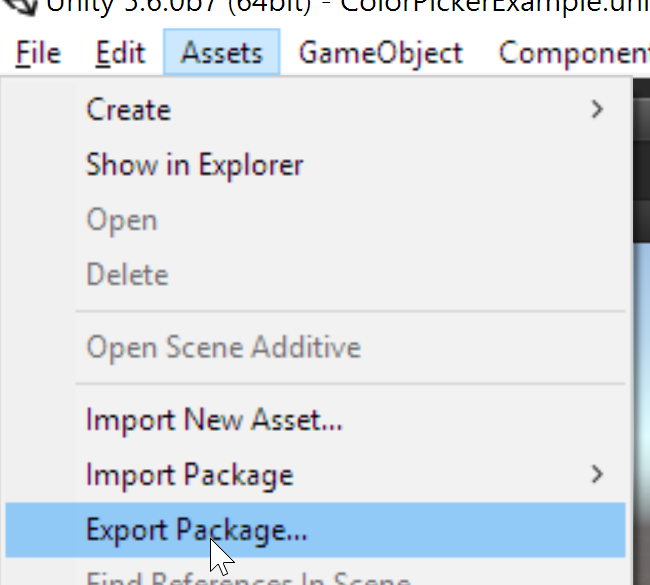 Unity 5.6.0b7 (64bit) - ColorPickerExample.uni
File Edit Assets GameObject Component
Create
Show in Explorer
Open
Delete
Open Scene Additive
Import New Asset...
Import Package
Export Package...
Find References In Scene